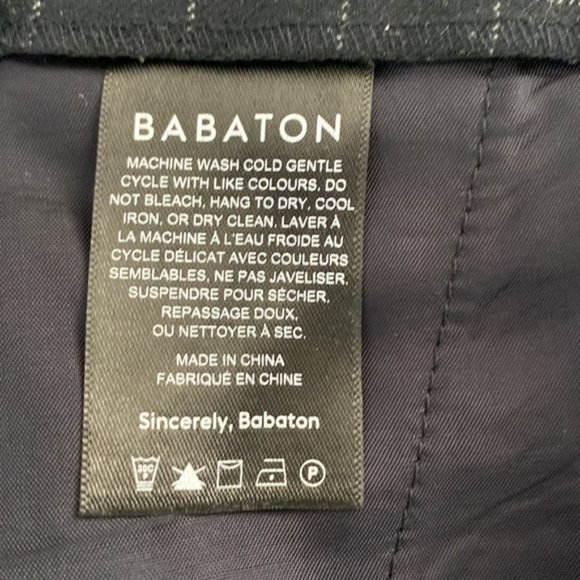 BABATON
MACHINE WASH COLD GENTLE
CYCLE WITH LIKE COLOURS, DO
NOT BLEACH, HANG TO DRY, COOL
IRON, OR DRY CLEAN. LAVER À
LA MACHINE À L'EAU FROIDE AU
CYCLE DÉLICAT AVEC COULEURS
SEMBLABLES, NE PAS JAVELISER,
SUSPENDRE POUR SÉCHER,
REPASSAGE DOUX,
OU NETTOYER À SEC.
MADE IN CHINA
FABRIQUÉ EN CHINE
Sincerely, Babaton
30C P